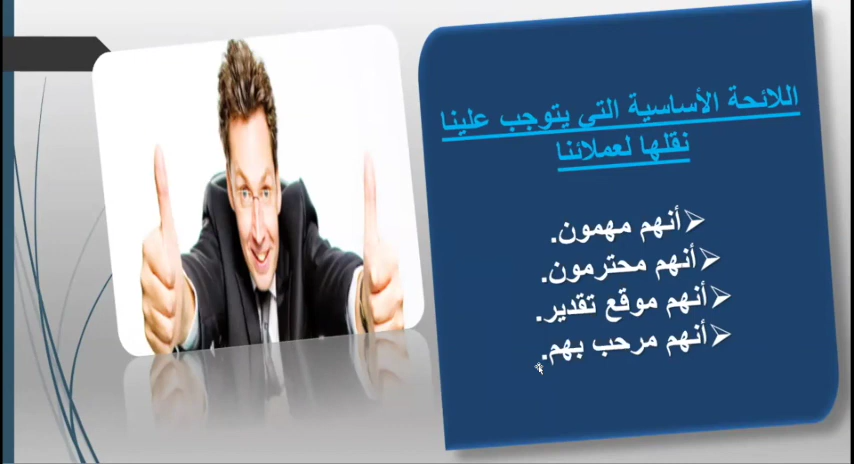 اللائحة الأساسية التي يتوجب علينا
نقلها لعملائنا
أنهم مهمون.
أنهم محترمون.
أنهم موقع تقدير.
أنهم مرحب بهم.